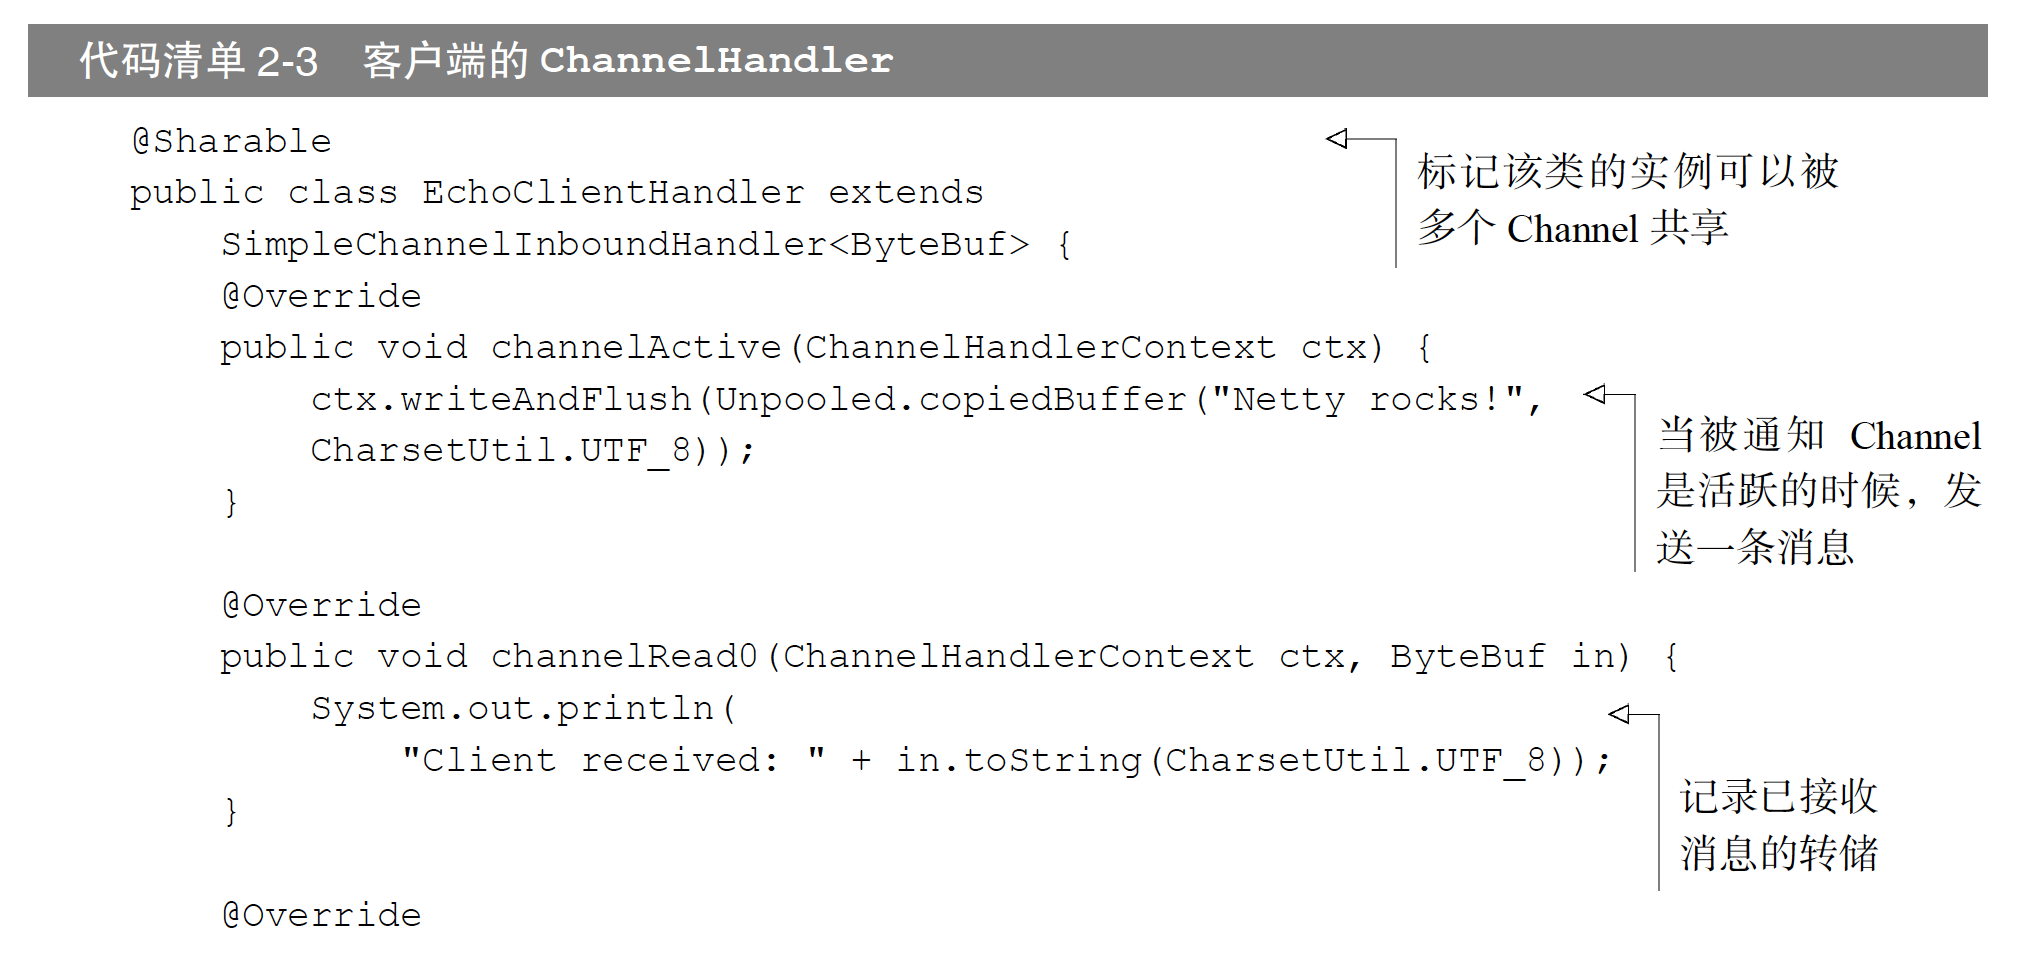 代码清单 2-3 客户端的 ChannelHandler
@Sharable
public class EchoClientHandler extends
SimpleChannelInboundHandler<ByteBuf> {
标记该类的实例可以被
多个 Channel 共享
@Override
public void channelActive(ChannelHandlerContext ctx) {
ctx.writeAndFlush(Unpooled.copiedBuffer("Netty rocks!",
CharsetUtil.UTF_8));
}
当被通知 Channel
是活跃的时候，发
送一条消息
@Override
public void channelRead0(ChannelHandlerContext ctx, ByteBuf in) {
System.out.println(
"Client received: " + in.toString(CharsetUtil.UTF_8));
}
记录已接收
消息的转储
@Override